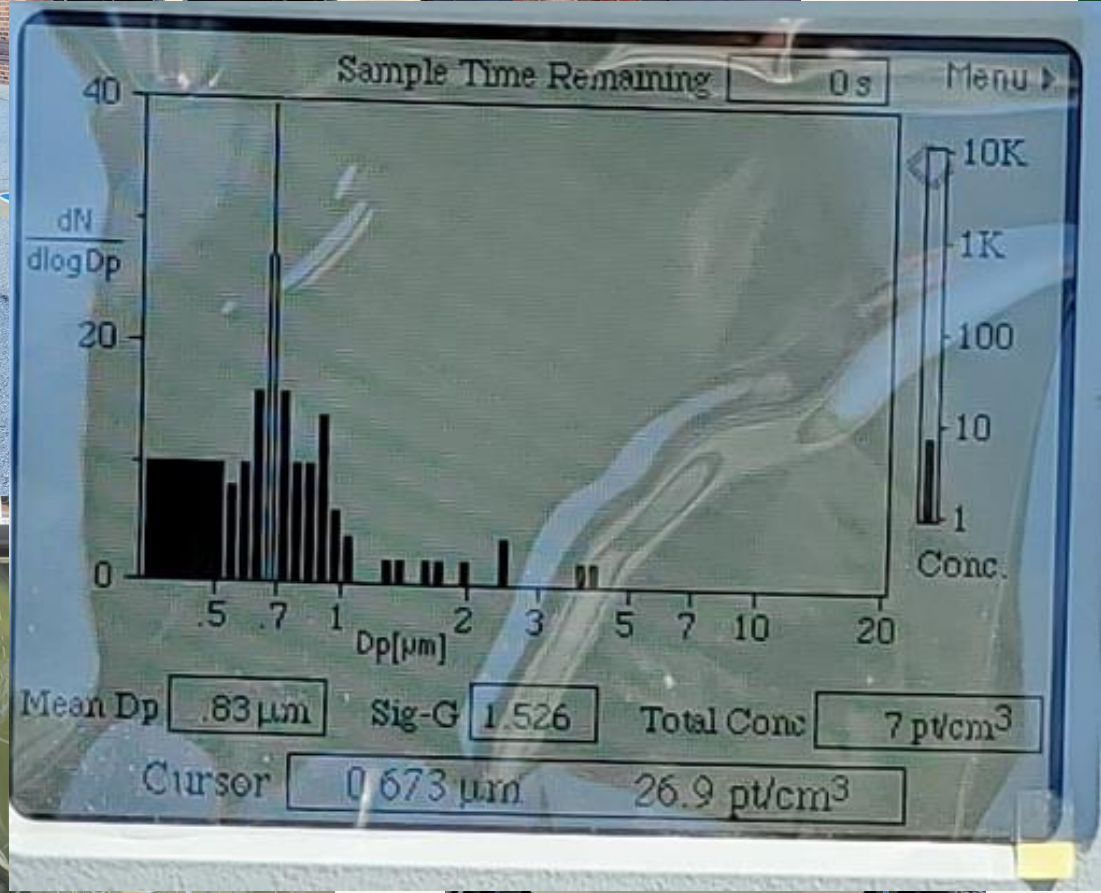 Sample Time Remaining 0 s Menu
40
10K
dN
dlogDp
1K
20
100
10
0
1
Conc.
.5 .7 1 2 3 5 7 10 20
Dp[µm]
Mean Dp .83 µm Sig-G 1.526 Total Conc 7 pt/cm³
Cursor 0.673 µm 26.9 pt/cm³